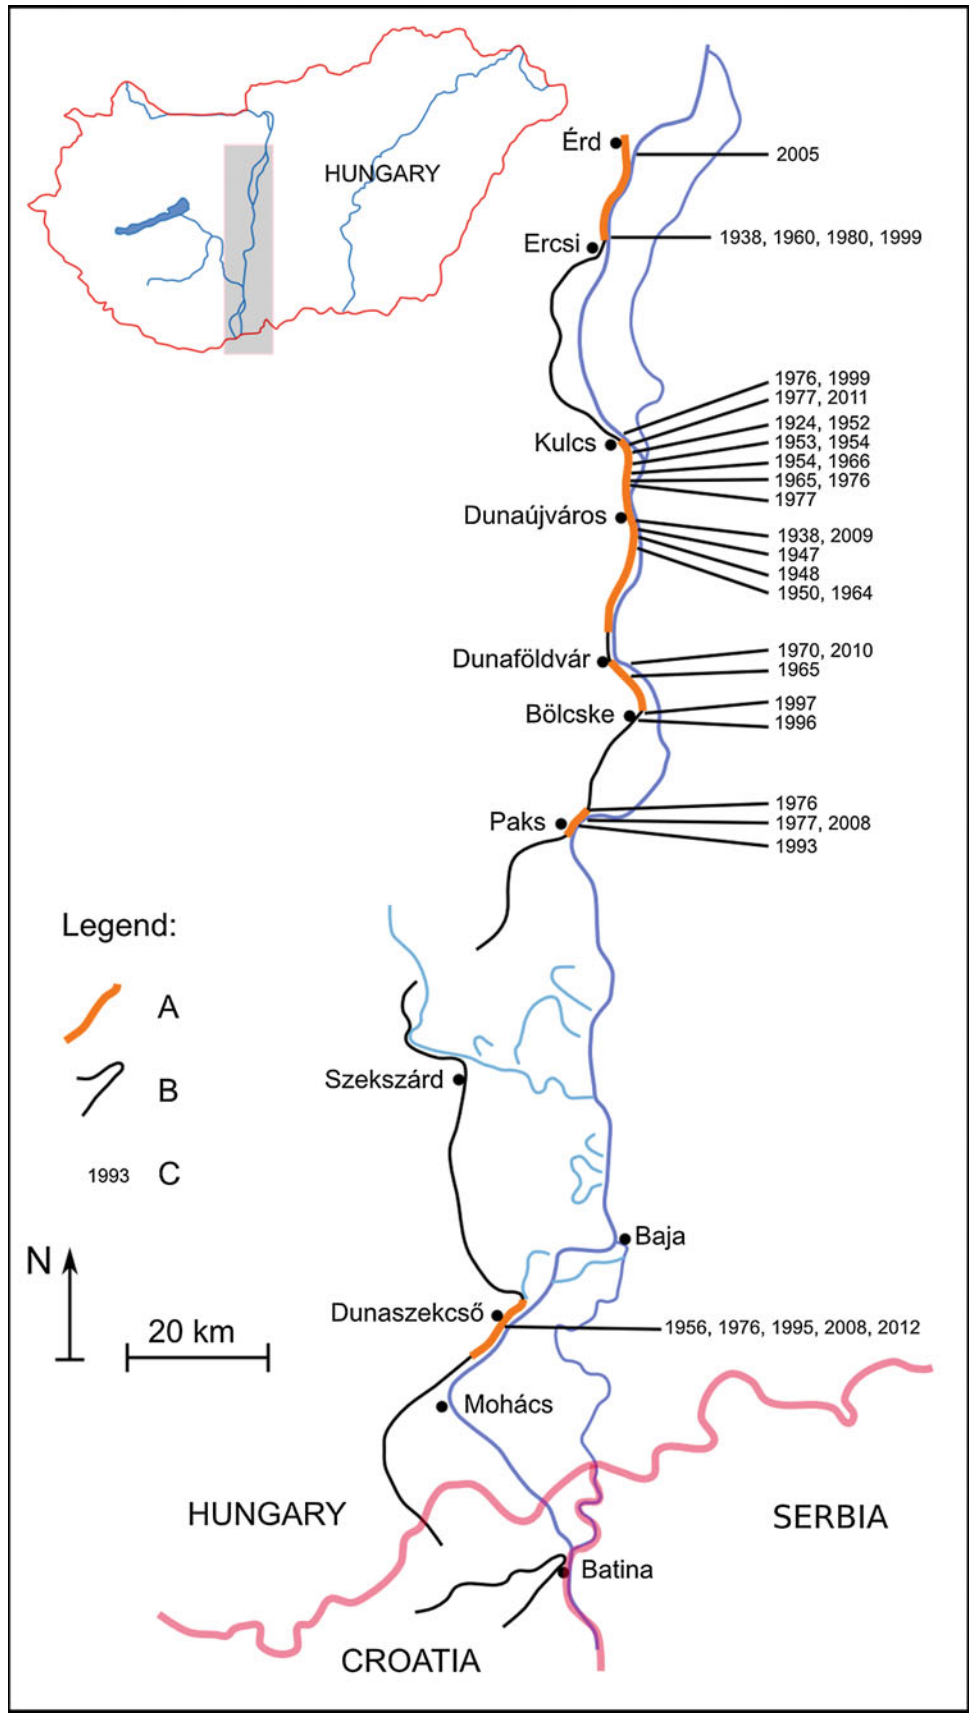 HUNGARY
Érd
2005
Ercsi
1938, 1960, 1980, 1999
1976, 1999
1977, 2011
1924, 1952
Kulcs
1953, 1954
1954, 1966
1965, 1976
1977
Dunaújváros
1938, 2009
1947
1948
1950, 1964
Dunaföldvár
1970, 2010
1965
Bölcske
1997
1996
1976
Paks
1977, 2008
1993
Legend:
A
B
1993 C
Szekszárd
Baja
N
20 km
Dunaszekcső
1956, 1976, 1995, 2008, 2012
Mohács
HUNGARY
SERBIA
Batina
CROATIA